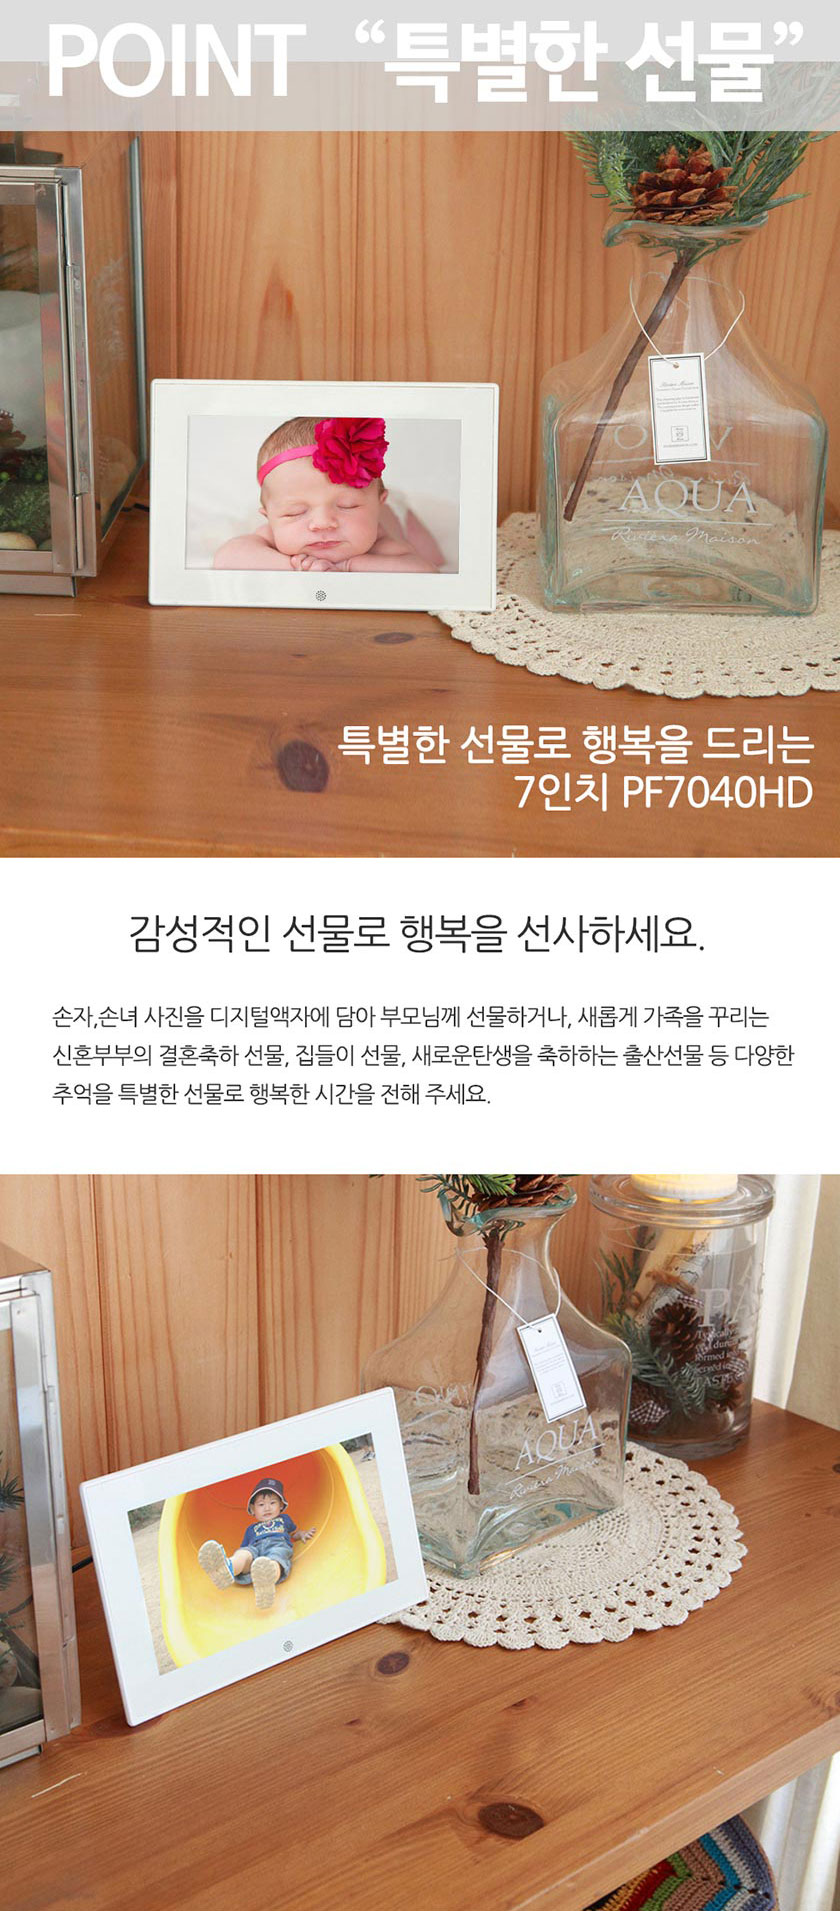 POINT “특별한 선물”
AQUA
Riviera Maison
특별한 선물로 행복을 드리는
7인치 PF7040HD
감성적인 선물로 행복을 선사하세요.
손자,손녀 사진을 디지털액자에 담아 부모님께 선물하거나, 새롭게 가족을 꾸리는
신혼부부의 결혼축하 선물, 집들이 선물, 새로운탄생을 축하하는 출산선물 등 다양한
추억을 특별한 선물로 행복한 시간을 전해 주세요.
PA
Typically
AQUA
Riviera Maison